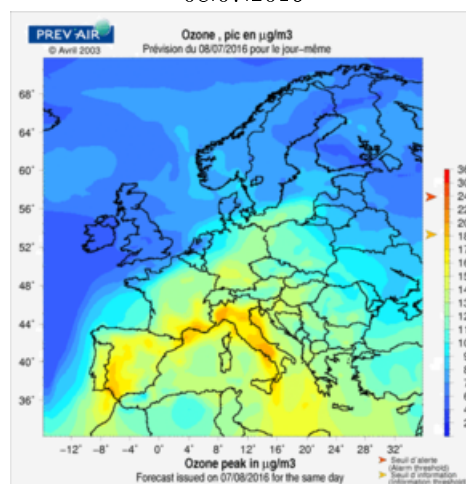 PREV'AIR
© Avril 2003
Ozone , pic en µg/m3
Prévision du 08/07/2016 pour le jour-même
68°
64°
60°
56°
52°
48°
44°
40°
36°
-12° -8° -4° 0° 4° 8° 12° 16° 20° 24° 28° 32°
Ozone peak in µg/m3
Forecast issued on 07/08/2016 for the same day
Seuil d'alerte
(Alarm threshold)
Seuil d'information
(Information threshold)